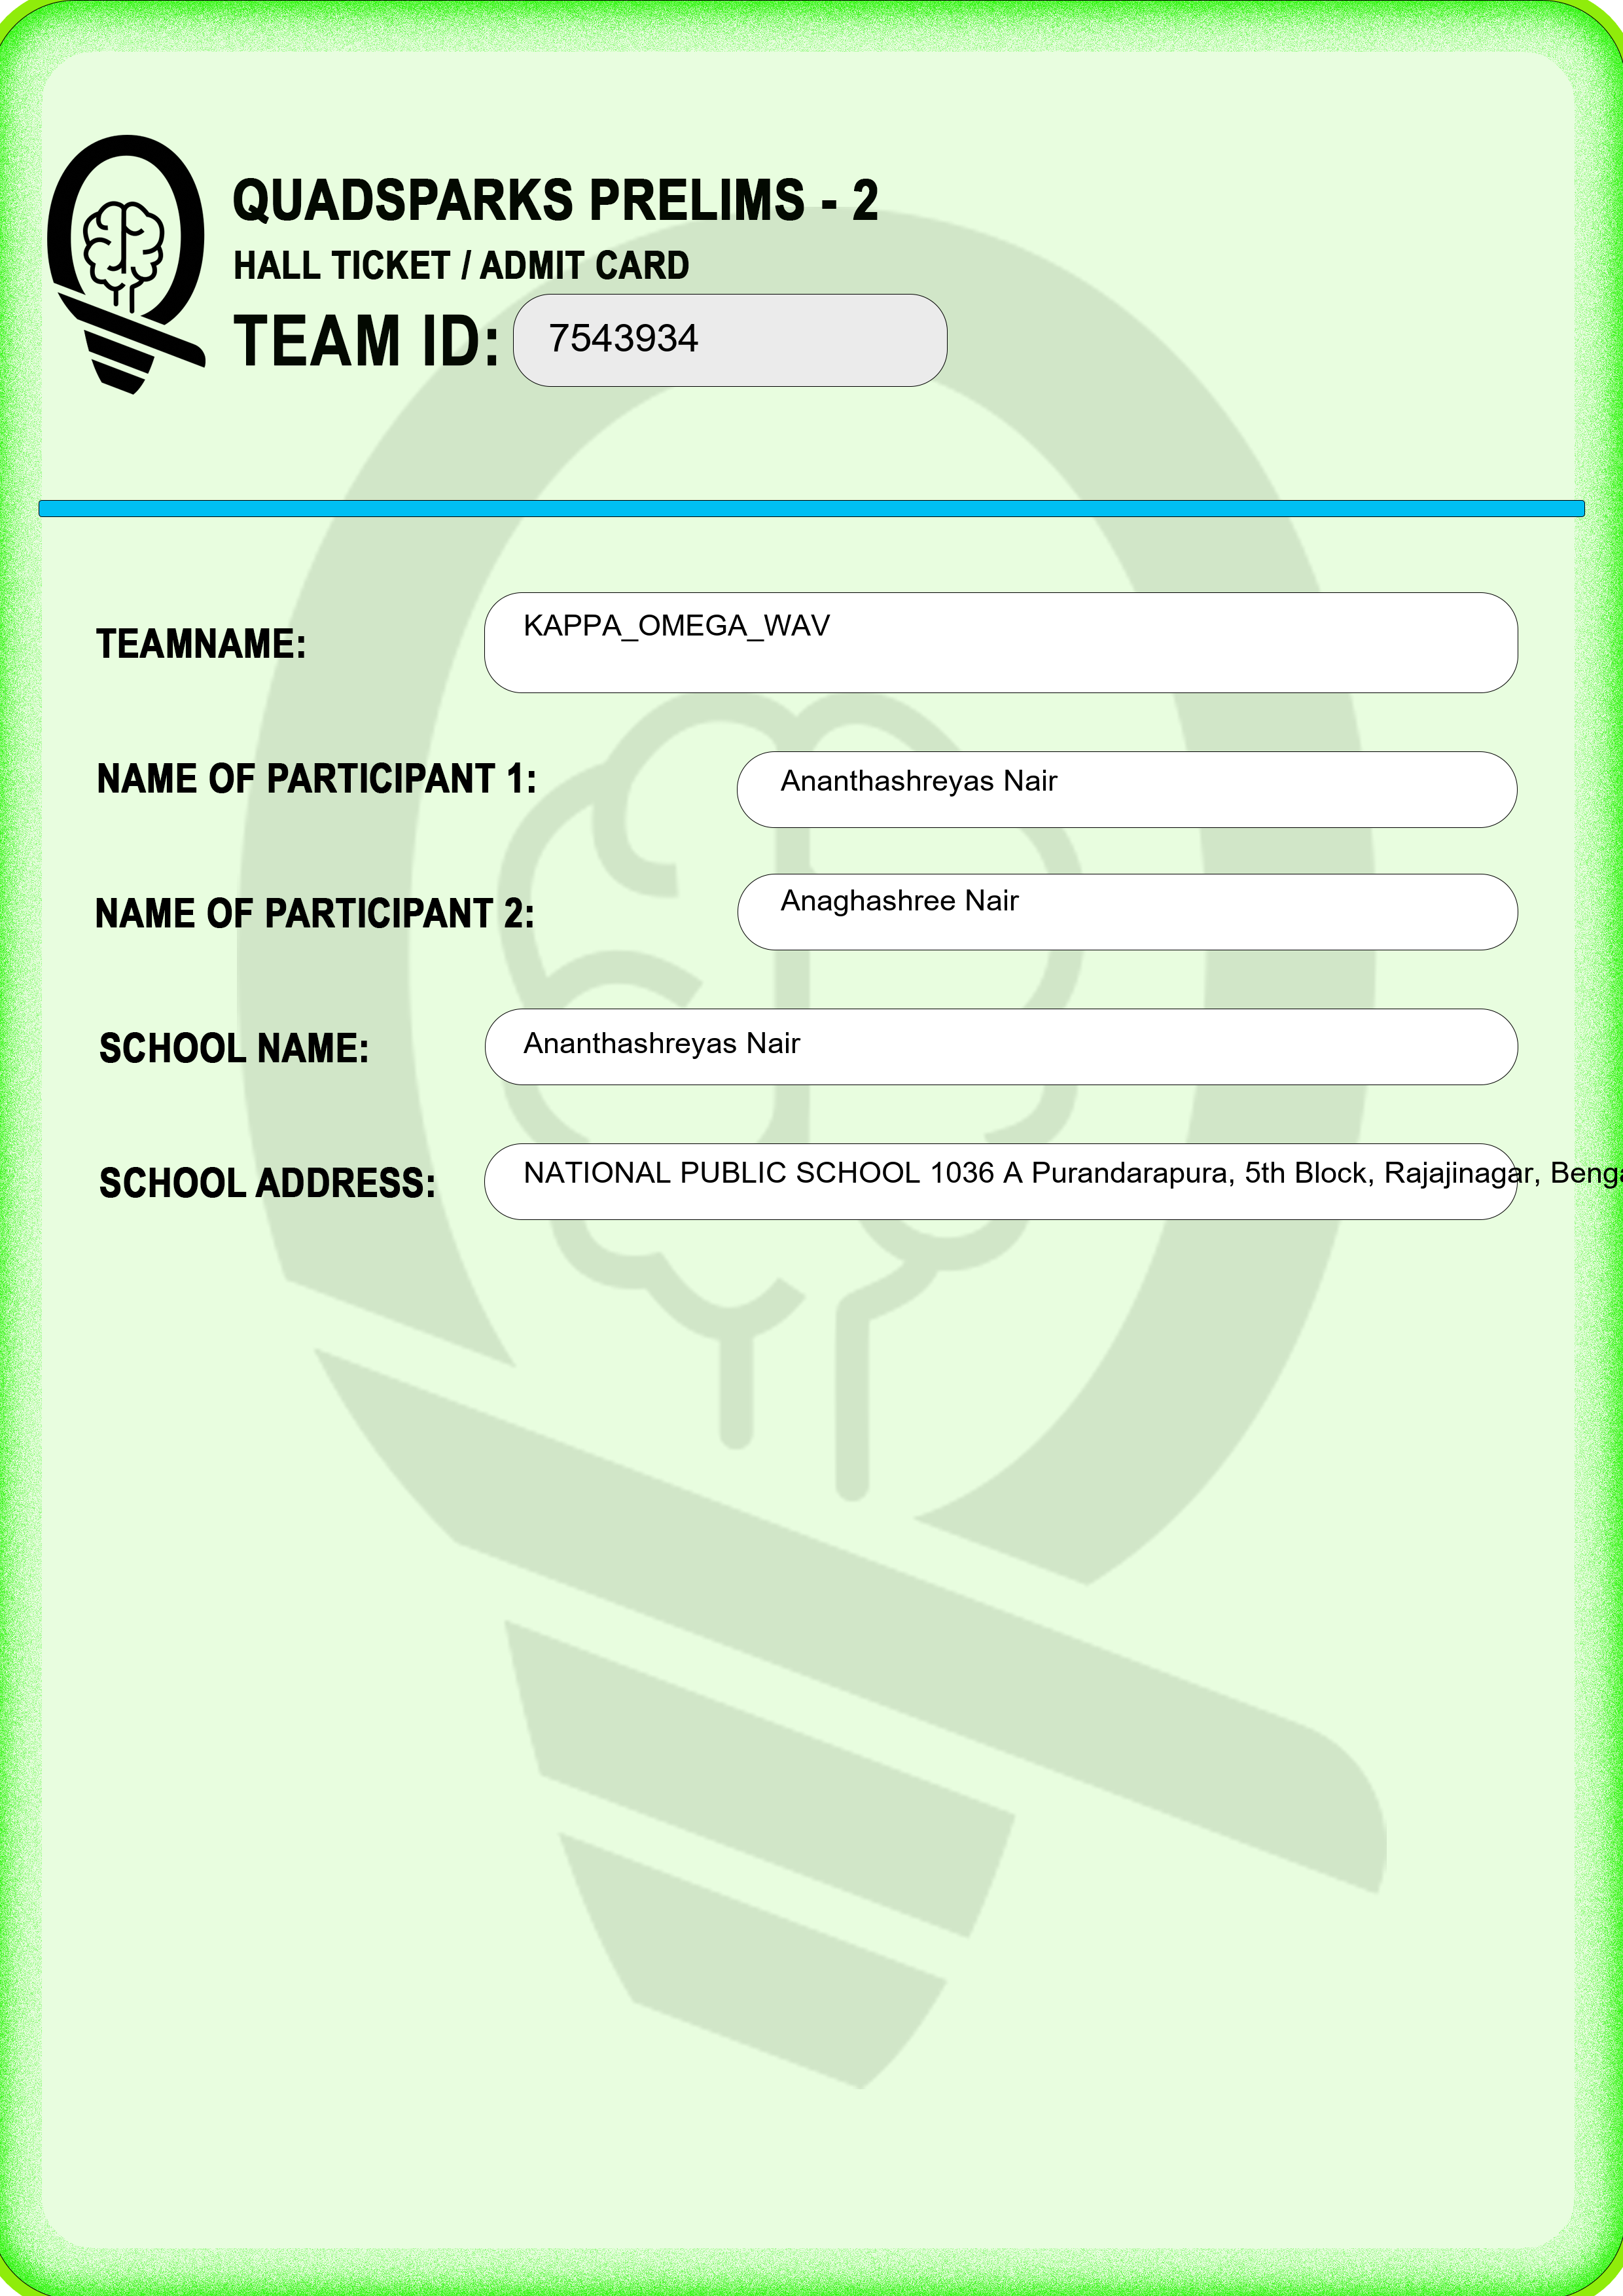 QUADSPARKS PRELIMS - 2
HALL TICKET / ADMIT CARD
TEAM ID: 7543934
TEAMNAME: KAPPA_OMEGA_WAV
NAME OF PARTICIPANT 1: Ananthashreyas Nair
NAME OF PARTICIPANT 2: Anaghashree Nair
SCHOOL NAME: Ananthashreyas Nair
SCHOOL ADDRESS: NATIONAL PUBLIC SCHOOL 1036 A Purandarapura, 5th Block, Rajajinagar,